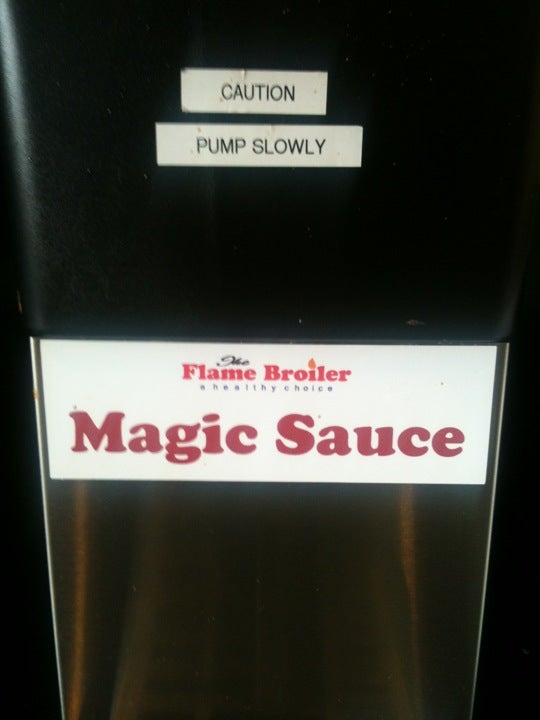 CAUTION
PUMP SLOWLY
The
Flame Broiler
a healthy choice
Magic Sauce